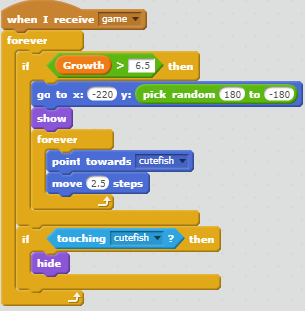 when I receive game
forever
if Growth > 6.5 then
go to x: -220 y: pick random 180 to -180
show
forever
point towards cutefish
move 2.5 steps
if touching cutefish ? then
hide